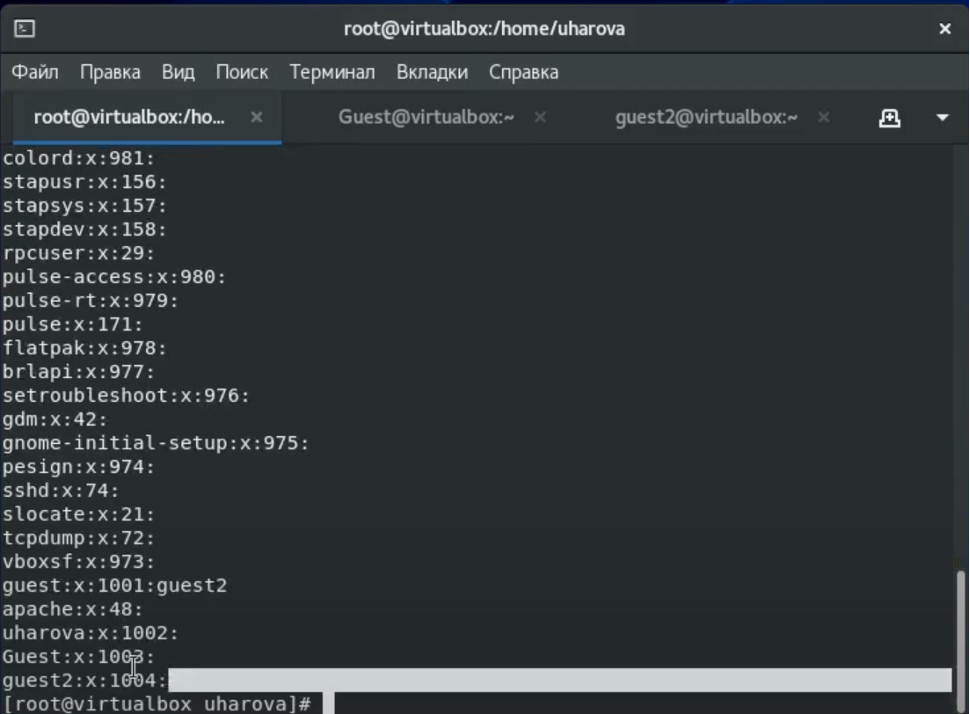 root@virtualbox:/home/uharova
Файл Правка Вид Поиск Терминал Вкладки Справка
root@virtualbox:/ho... Guest@virtualbox:~ guest2@virtualbox:~
colord:x:981:
stapusr:x:156:
stapsys:x:157:
stapdev:x:158:
rpcuser:x:29:
pulse-access:x:980:
pulse-rt:x:979:
pulse:x:171:
flatpak:x:978:
brlapi:x:977:
setroubleshoot:x:976:
gdm:x:42:
gnome-initial-setup:x:975:
pesign:x:974:
sshd:x:74:
slocate:x:21:
tcpdump:x:72:
vboxsf:x:973:
guest:x:1001:guest2
apache:x:48:
uharova:x:1002:
Guest:x:1003:
guest2:x:1004:
[root@virtualbox uharova]#